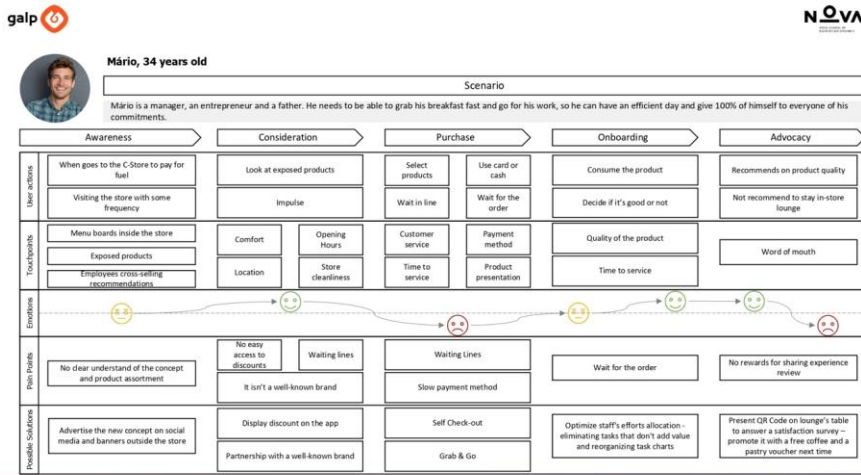 galp
NOVA
Mário, 34 years old
Scenario
Mário is a manager, an entrepreneur and a father. He needs to be able to grab his breakfast fast and go for his work, so he can have an efficient day and give 100% of himself to everyone of his
commitments.
Awareness
Consideration
Purchase
Onboarding
Advocacy
User actions
When goes to the C-Store to pay for
fuel
Visiting the store with some
frequency
Look at exposed products
Impulse
Select
products
Use card or
cash
Wait in line
Wait for the
order
Consume the product
Decide if it's good or not
Recommends on product quality
Not recommend to stay in-store
lounge
Touchpoints
Menu boards inside the store
Exposed products
Employees cross-selling
recommendations
Comfort
Opening
Hours
Location
Store
cleanliness
Customer
service
Payment
method
Time to
service
Product
presentation
Quality of the product
Time to service
Word of mouth
Emotions
Pain Points
No clear understand of the concept
and product assortment
No easy
access to
discounts
Waiting lines
It isn't a well-known brand
Waiting Lines
Slow payment method
Wait for the order
No rewards for sharing experience
review
Possible Solutions
Advertise the new concept on social
media and banners outside the store
Display discount on the app
Partnership with a well-known brand
Self Check-out
Grab & Go
Optimize staff's efforts allocation -
eliminating tasks that don't add value
and reorganizing task charts
Present QR Code on lounge's table
to answer a satisfaction survey –
promote it with a free coffee and a
pastry voucher next time